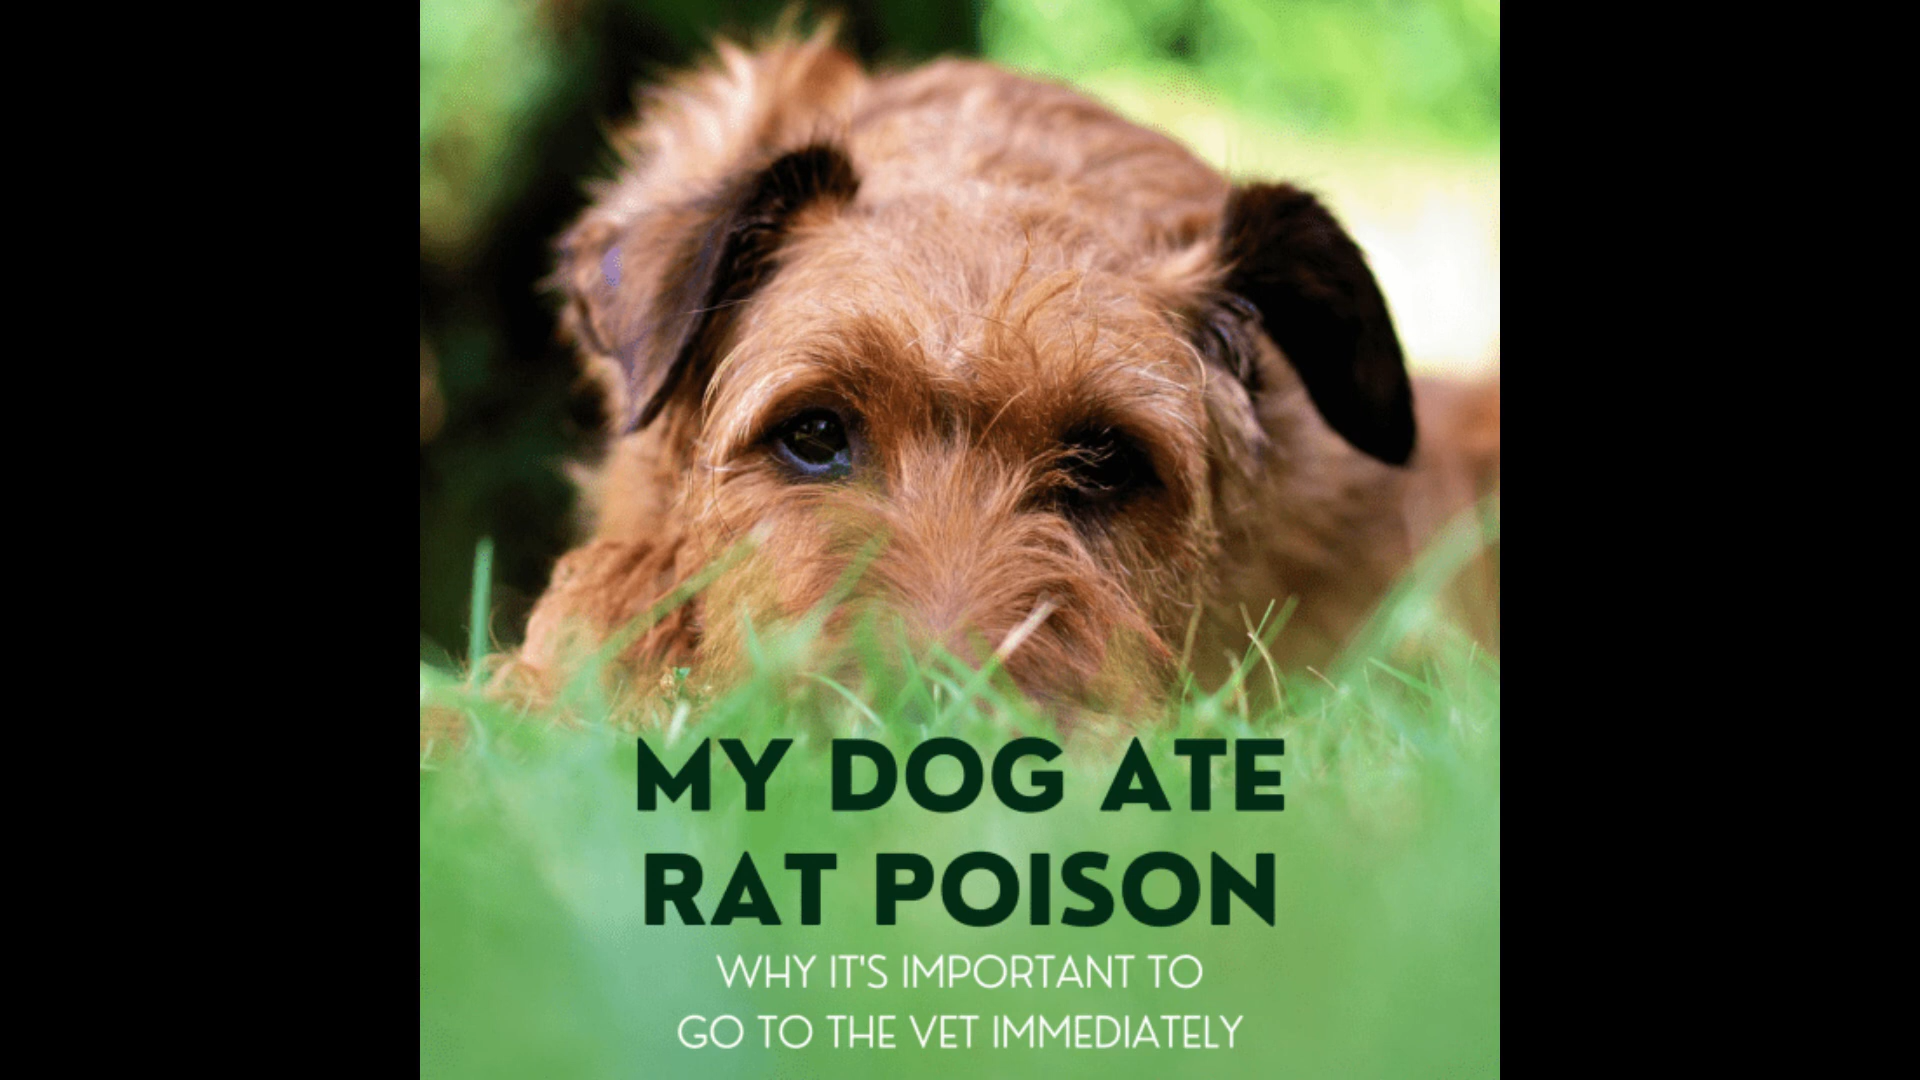 MY DOG ATE
RAT POISON
WHY IT'S IMPORTANT TO
GO TO THE VET IMMEDIATELY